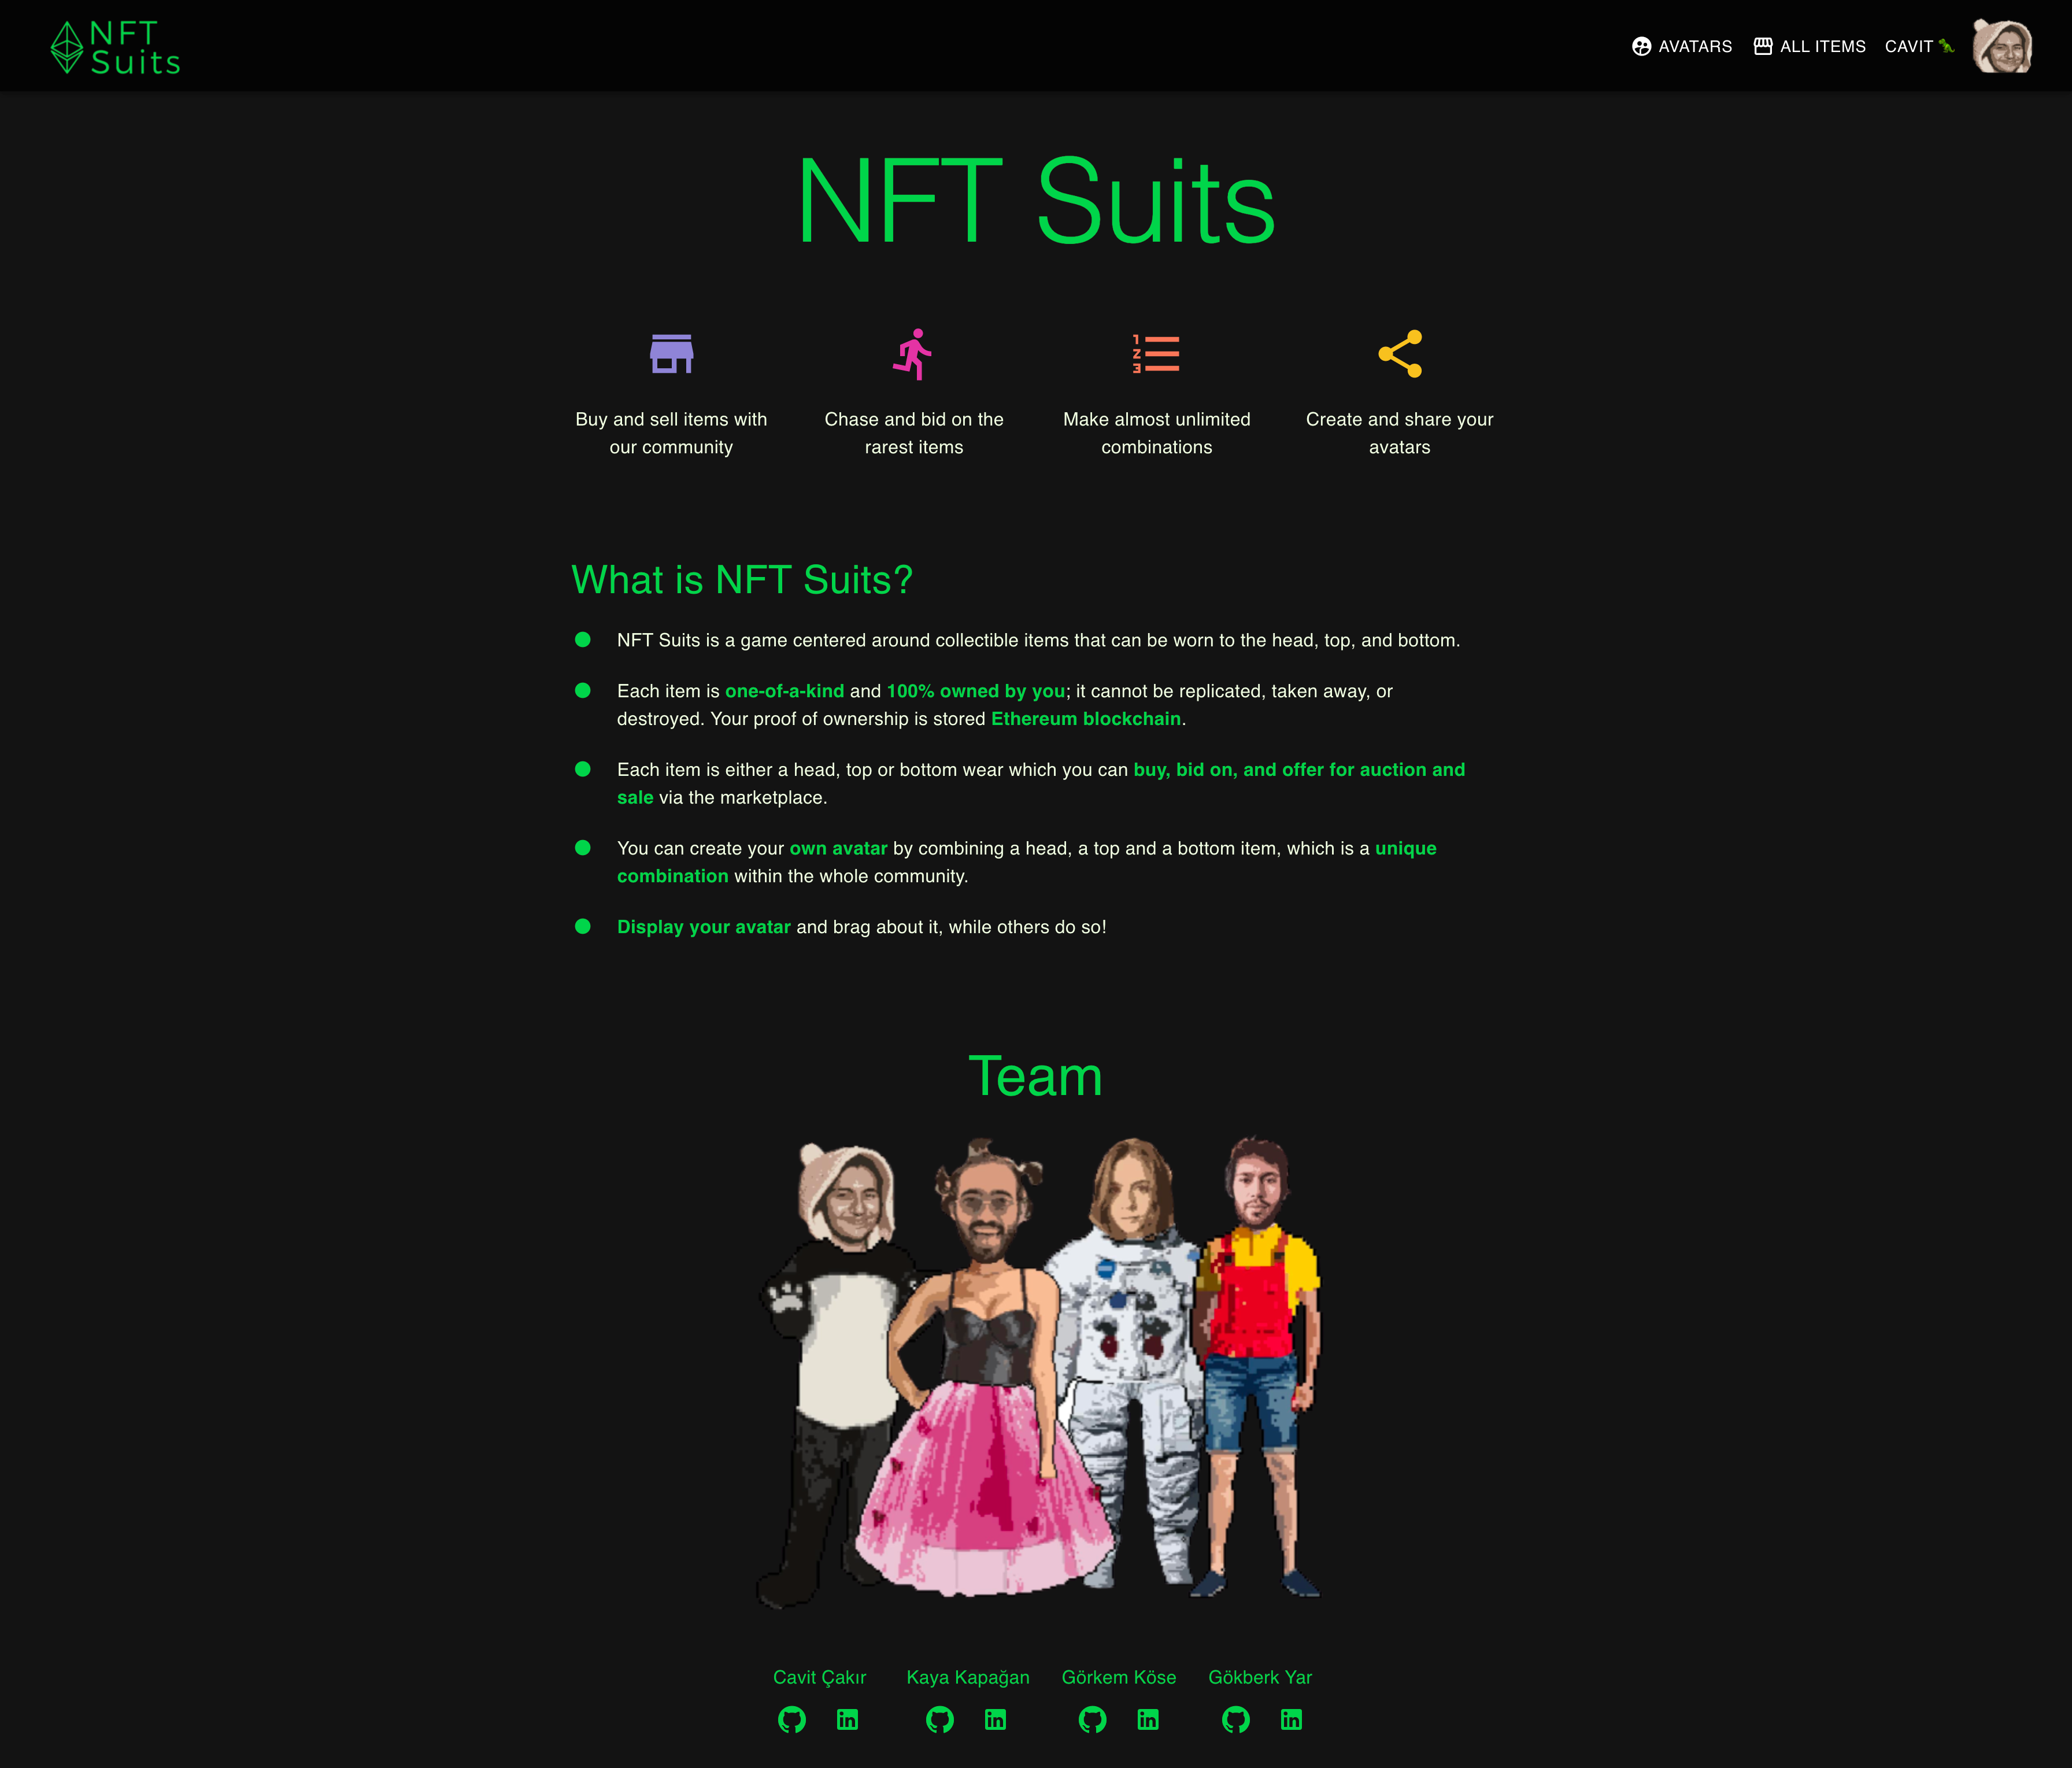 NFT
Suits
AVATARS
ALL ITEMS
CAVIT 🦖
NFT Suits
Buy and sell items with
our community
Chase and bid on the
rarest items
Make almost unlimited
combinations
Create and share your
avatars
What is NFT Suits?
NFT Suits is a game centered around collectible items that can be worn to the head, top, and bottom.
Each item is one-of-a-kind and 100% owned by you; it cannot be replicated, taken away, or
destroyed. Your proof of ownership is stored Ethereum blockchain.
Each item is either a head, top or bottom wear which you can buy, bid on, and offer for auction and
sale via the marketplace.
You can create your own avatar by combining a head, a top and a bottom item, which is a unique
combination within the whole community.
Display your avatar and brag about it, while others do so!
Team
Cavit Çakır
Kaya Kapağan
Görkem Köse
Gökberk Yar